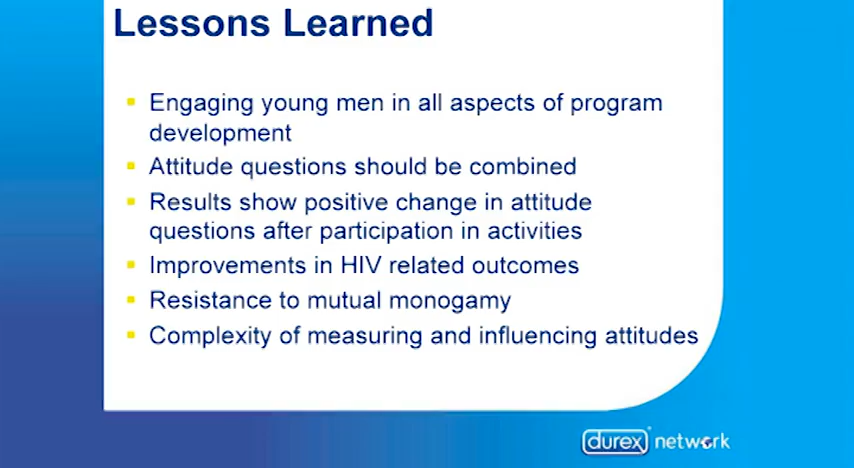 Lessons Learned
Engaging young men in all aspects of program
development
Attitude questions should be combined
Results show positive change in attitude
questions after participation in activities
Improvements in HIV related outcomes
Resistance to mutual monogamy
Complexity of measuring and influencing attitudes
durex network